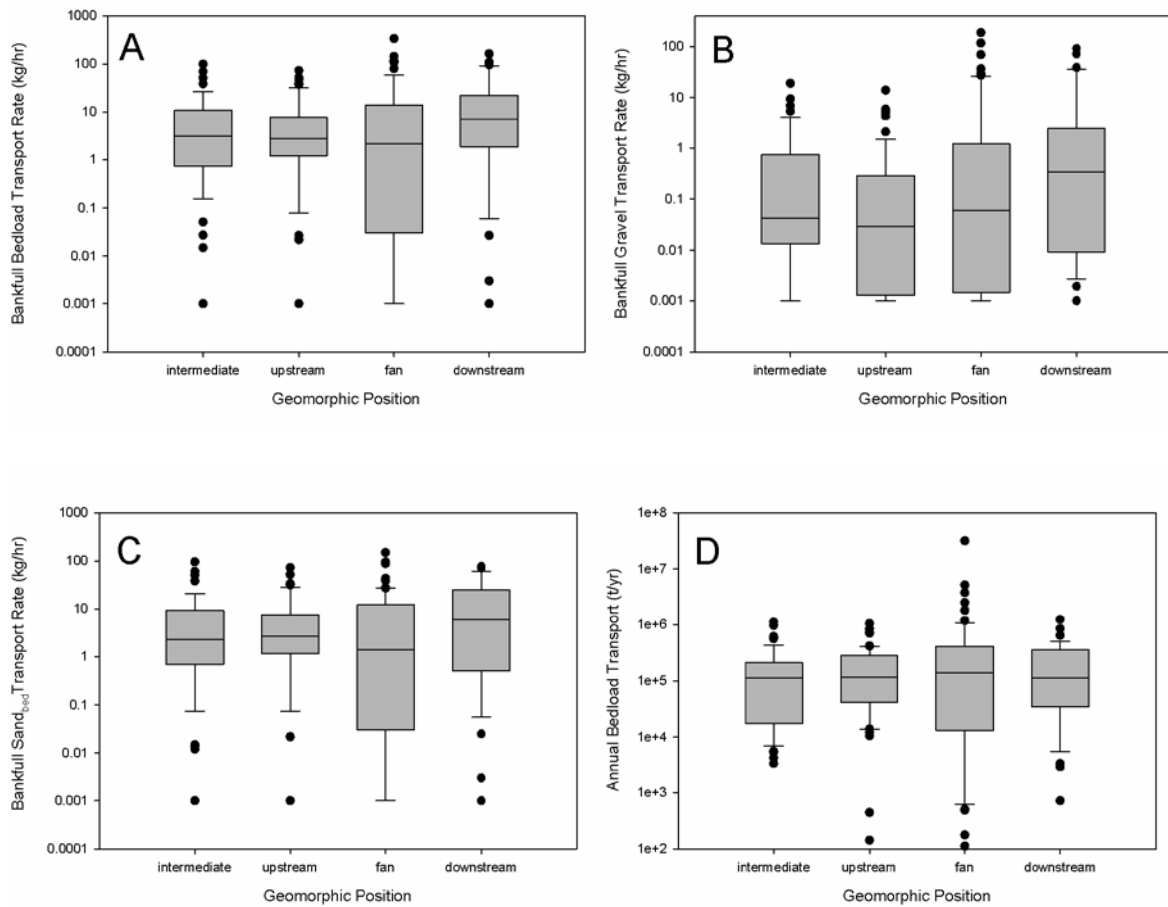 A
Bankfull Bedload Transport Rate (kg/hr)
1000
100
10
1
0.1
0.01
0.001
0.0001
intermediate upstream fan downstream
Geomorphic Position
B
Bankfull Gravel Transport Rate (kg/hr)
100
10
1
0.1
0.01
0.001
0.0001
intermediate upstream fan downstream
Geomorphic Position
C
Bankfull Sandbed Transport Rate (kg/hr)
1000
100
10
1
0.1
0.01
0.001
0.0001
intermediate upstream fan downstream
Geomorphic Position
D
Annual Bedload Transport (t/yr)
1e+8
1e+7
1e+6
1e+5
1e+4
1e+3
1e+2
intermediate upstream fan downstream
Geomorphic Position